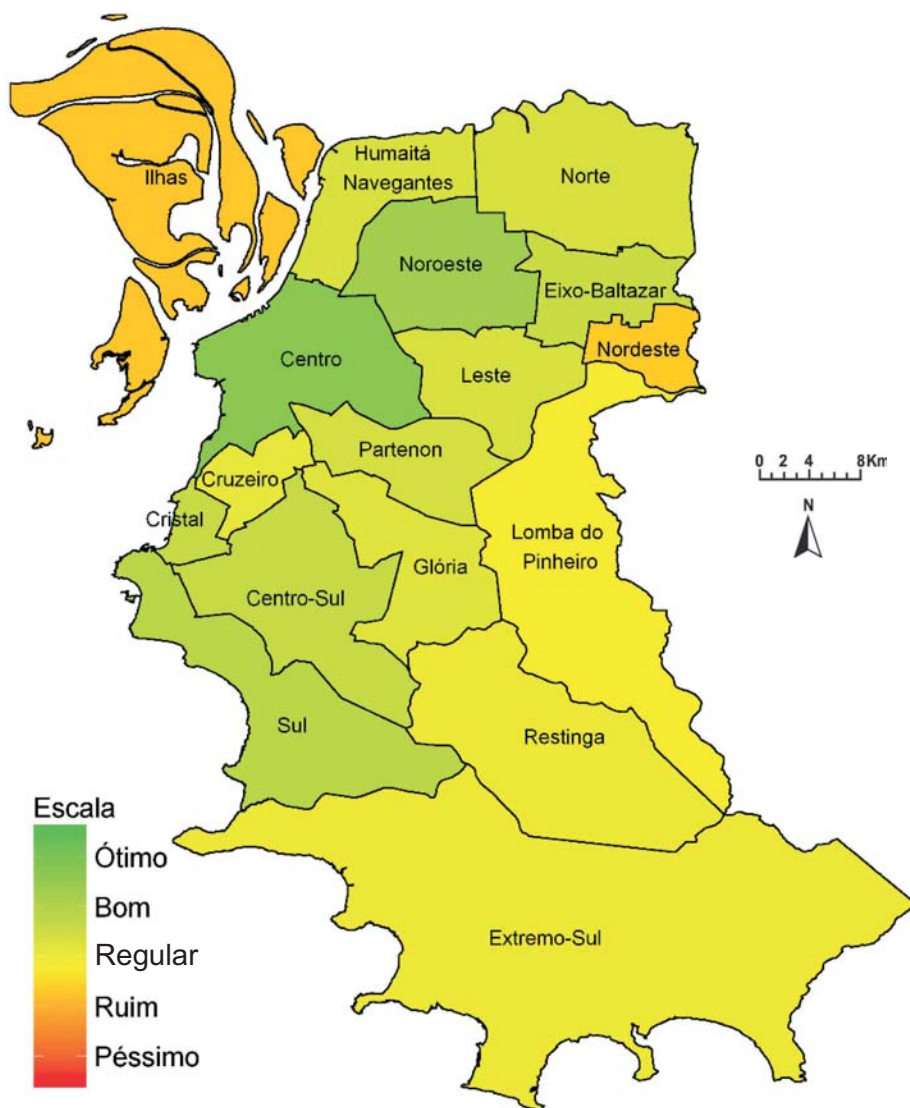 Humaitá
Navegantes
Norte
Ilhas
Noroeste
Eixo-Baltazar
Nordeste
Centro
Leste
Partenon
Cruzeiro
0 2 4 8Km
N
Cristal
Lomba do
Pinheiro
Glória
Centro-Sul
Sul
Restinga
Escala
Ótimo
Bom
Regular
Ruim
Péssimo
Extremo-Sul